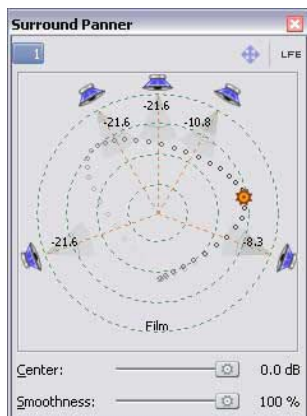 Surround Panner
1
LFE
-21.6
-21.6
-10.8
-21.6
-8.3
Film
Center: 0.0 dB
Smoothness: 100 %